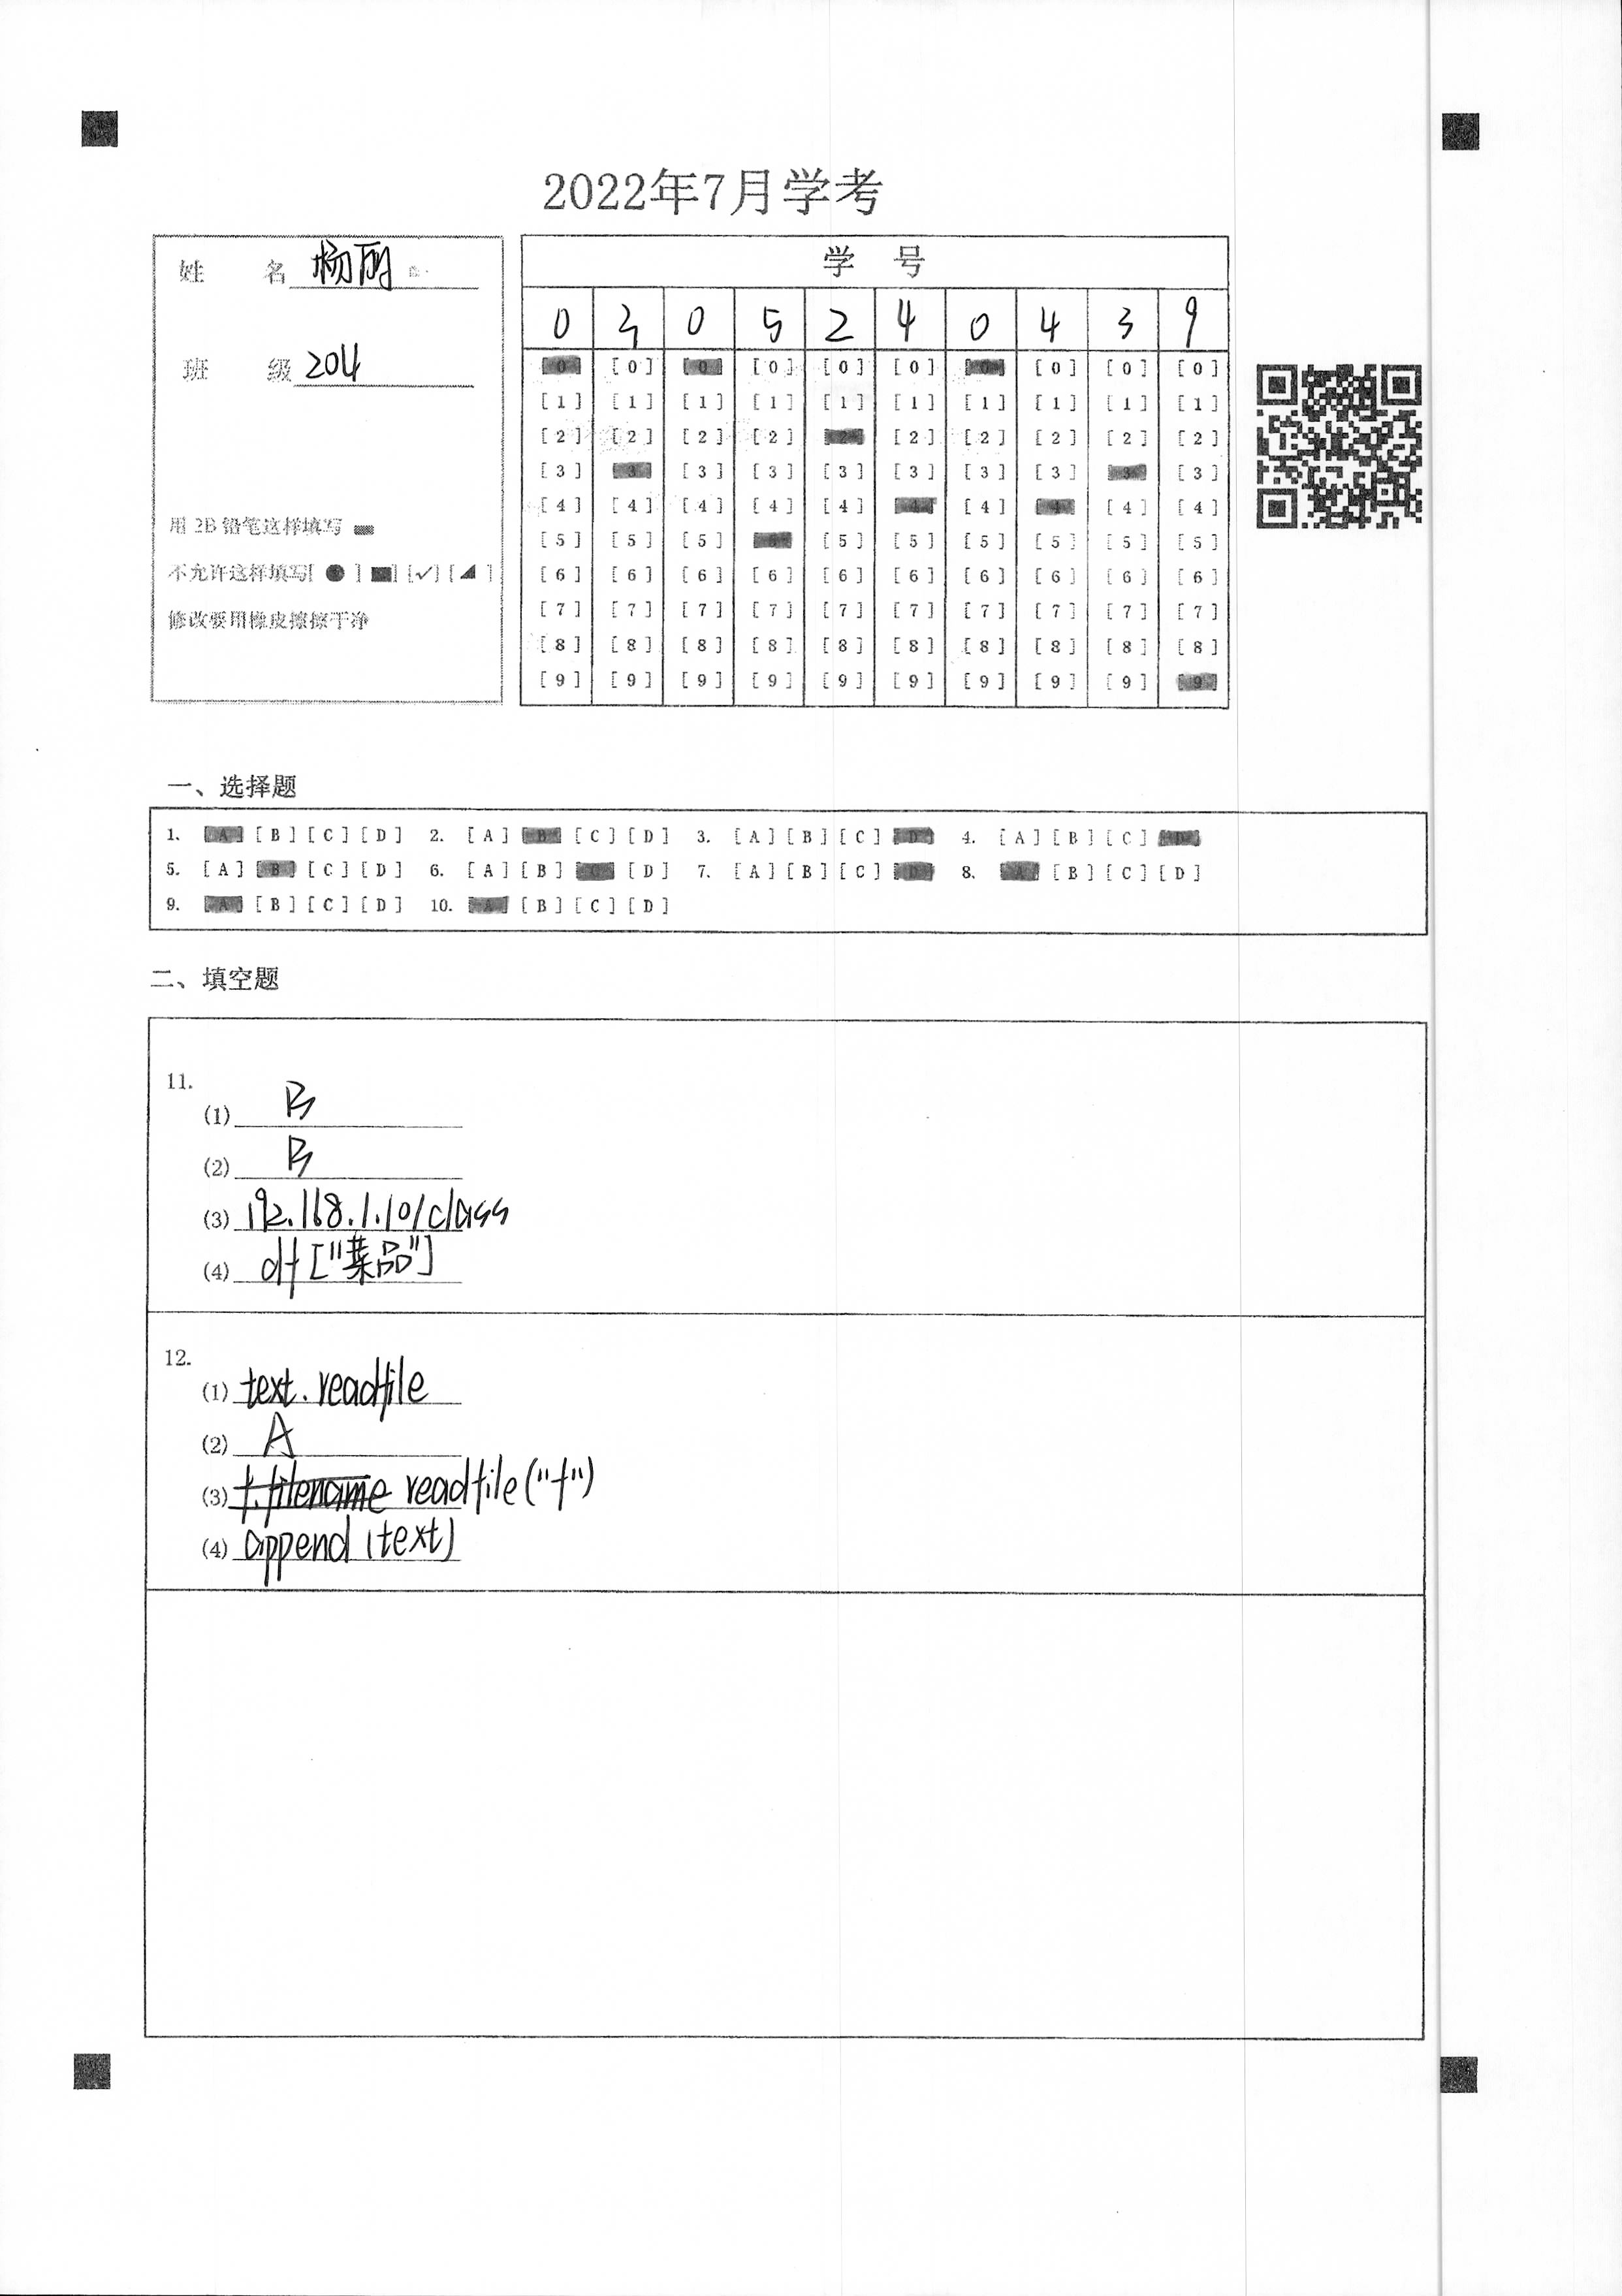 2022年7月学考
姓 名 杨丽
班 级 204
用 2B 铅笔这样填写
不允许这样填写[ ● ] [■] [✓] [◢ ]
修改要用橡皮擦擦干净
学 号
0 3 0 5 2 4 0 4 3 9
[0] [0] [0] [0] [0] [0] [0] [0] [0] [0]
[1] [1] [1] [1] [1] [1] [1] [1] [1] [1]
[2] [2] [2] [2] [2] [2] [2] [2] [2] [2]
[3] [3] [3] [3] [3] [3] [3] [3] [3] [3]
[4] [4] [4] [4] [4] [4] [4] [4] [4] [4]
[5] [5] [5] [5] [5] [5] [5] [5] [5] [5]
[6] [6] [6] [6] [6] [6] [6] [6] [6] [6]
[7] [7] [7] [7] [7] [7] [7] [7] [7] [7]
[8] [8] [8] [8] [8] [8] [8] [8] [8] [8]
[9] [9] [9] [9] [9] [9] [9] [9] [9] [9]
一、选择题
1. [A] [B] [C] [D] 2. [A] [B] [C] [D] 3. [A] [B] [C] [D] 4. [A] [B] [C] [D]
5. [A] [B] [C] [D] 6. [A] [B] [C] [D] 7. [A] [B] [C] [D] 8. [A] [B] [C] [D]
9. [A] [B] [C] [D] 10. [A] [B] [C] [D]
二、填空题
11.
(1) B
(2) B
(3) 192.168.1.10/class
(4) df["菜品"]
12.
(1) text.readfile
(2) A
(3) f.filename readfile("f")
(4) append(text)